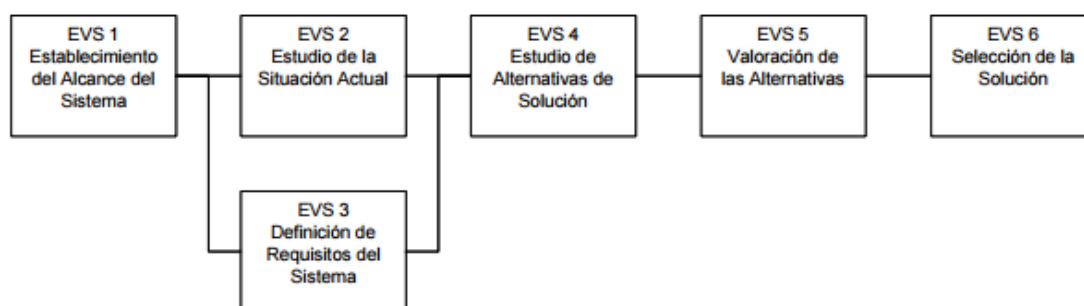 EVS 1
Establecimiento
del Alcance del
Sistema
EVS 2
Estudio de la
Situación Actual
EVS 4
Estudio de
Alternativas de
Solución
EVS 5
Valoración de
las Alternativas
EVS 6
Selección de la
Solución
EVS 3
Definición de
Requisitos del
Sistema